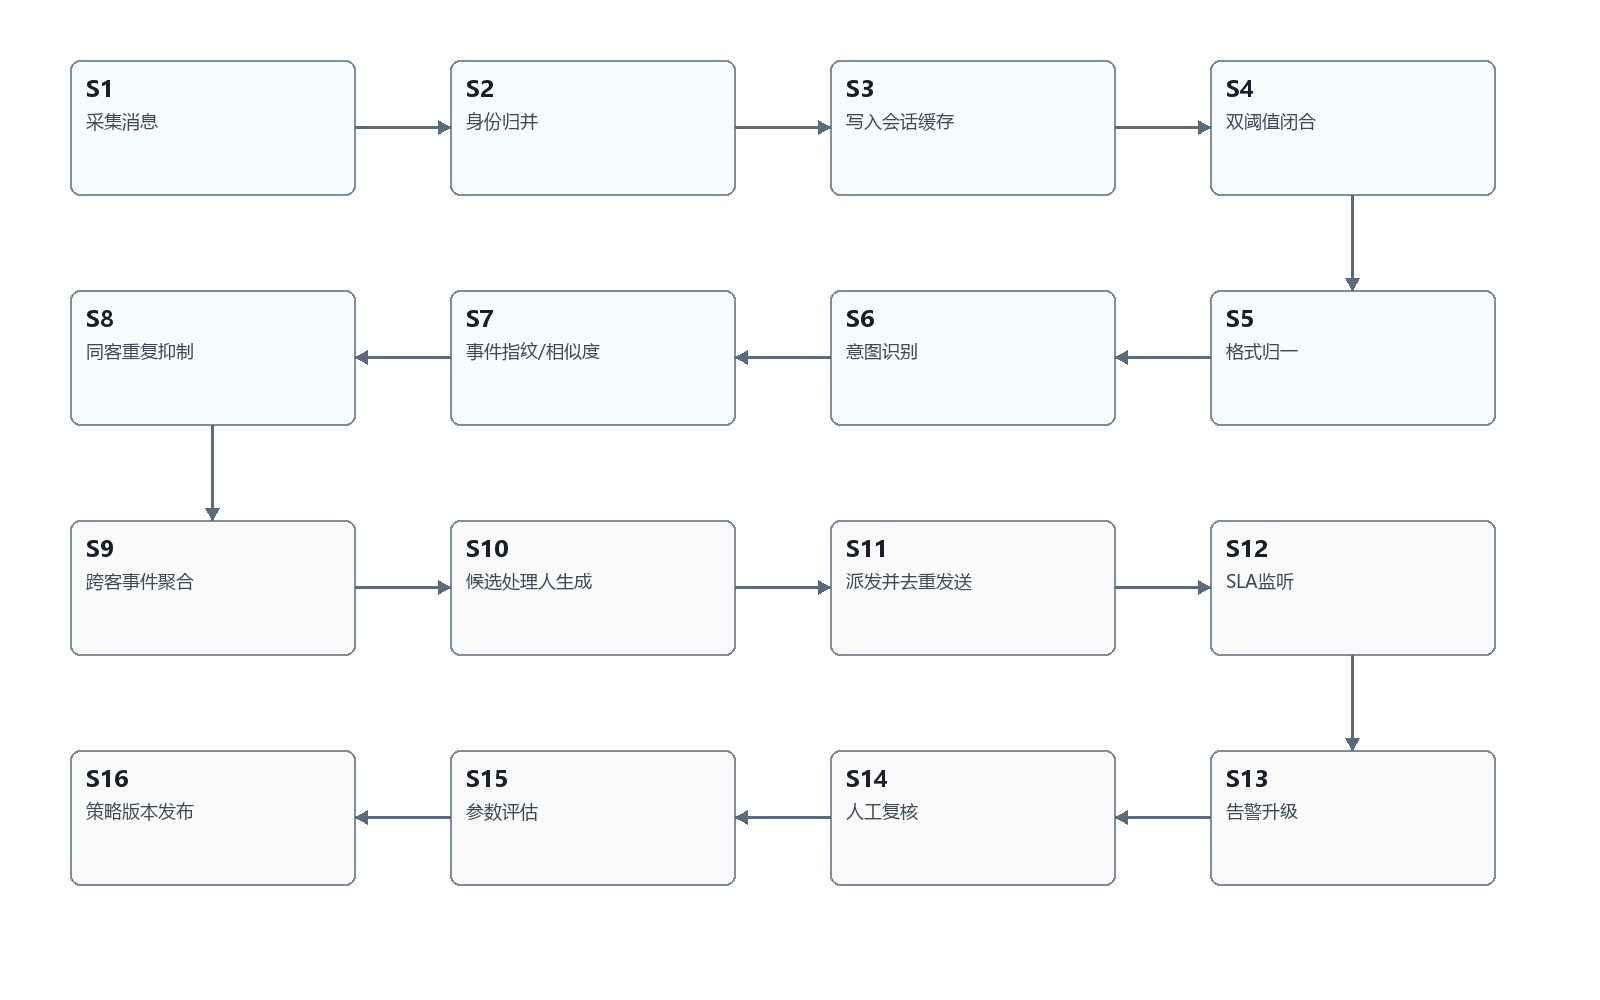 S1
采集消息
S2
身份归并
S3
写入会话缓存
S4
双阈值闭合
S5
格式归一
S6
意图识别
S7
事件指纹/相似度
S8
同客重复抑制
S9
跨客事件聚合
S10
候选处理人生成
S11
派发并去重发送
S12
SLA监听
S13
告警升级
S14
人工复核
S15
参数评估
S16
策略版本发布